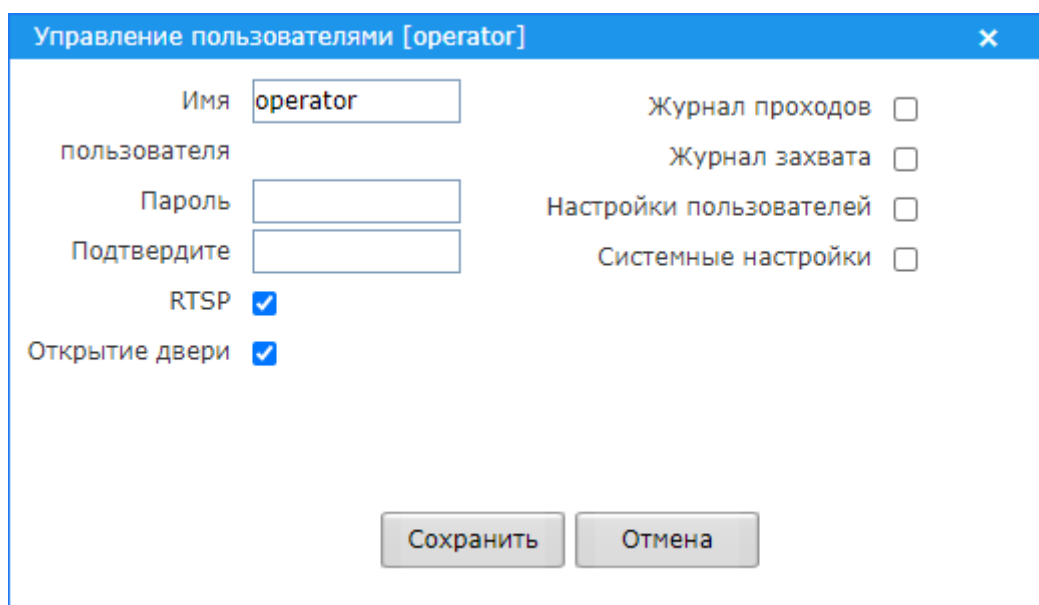 Управление пользователями [operator]
Имя operator
пользователя
Пароль
Подтвердите
RTSP
Открытие двери
Журнал проходов
Журнал захвата
Настройки пользователей
Системные настройки
Сохранить Отмена